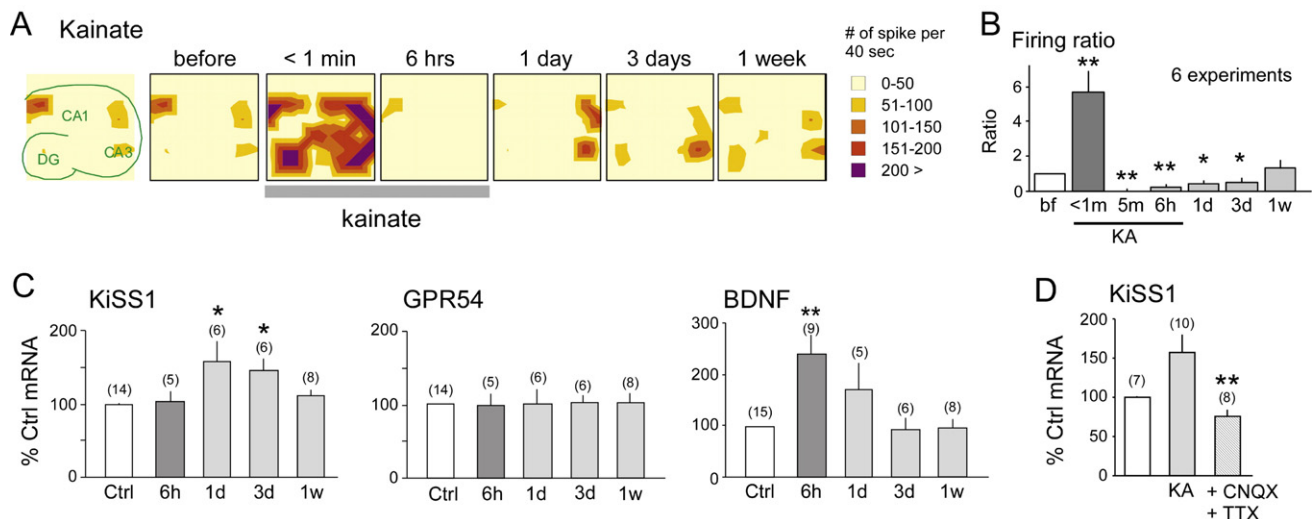 A
Kainate
before
< 1 min
6 hrs
1 day
3 days
1 week
# of spike per
40 sec
0-50
51-100
101-150
151-200
200 >
CA1
DG
CA3
kainate
B
Firing ratio
6 experiments
Ratio
6
4
2
0
**
**
**
*
*
bf
<1m
5m
6h
1d
3d
1w
KA
C
KiSS1
% Ctrl mRNA
200
150
100
50
0
(14)
(5)
*
(6)
*
(6)
(8)
Ctrl
6h
1d
3d
1w
GPR54
200
100
0
(14)
(5)
(6)
(6)
(8)
Ctrl
6h
1d
3d
1w
BDNF
300
200
100
0
(15)
**
(9)
(5)
(6)
(8)
Ctrl
6h
1d
3d
1w
D
KiSS1
% Ctrl mRNA
200
150
100
50
0
(7)
(10)
**
(8)
KA
+ CNQX
+ TTX